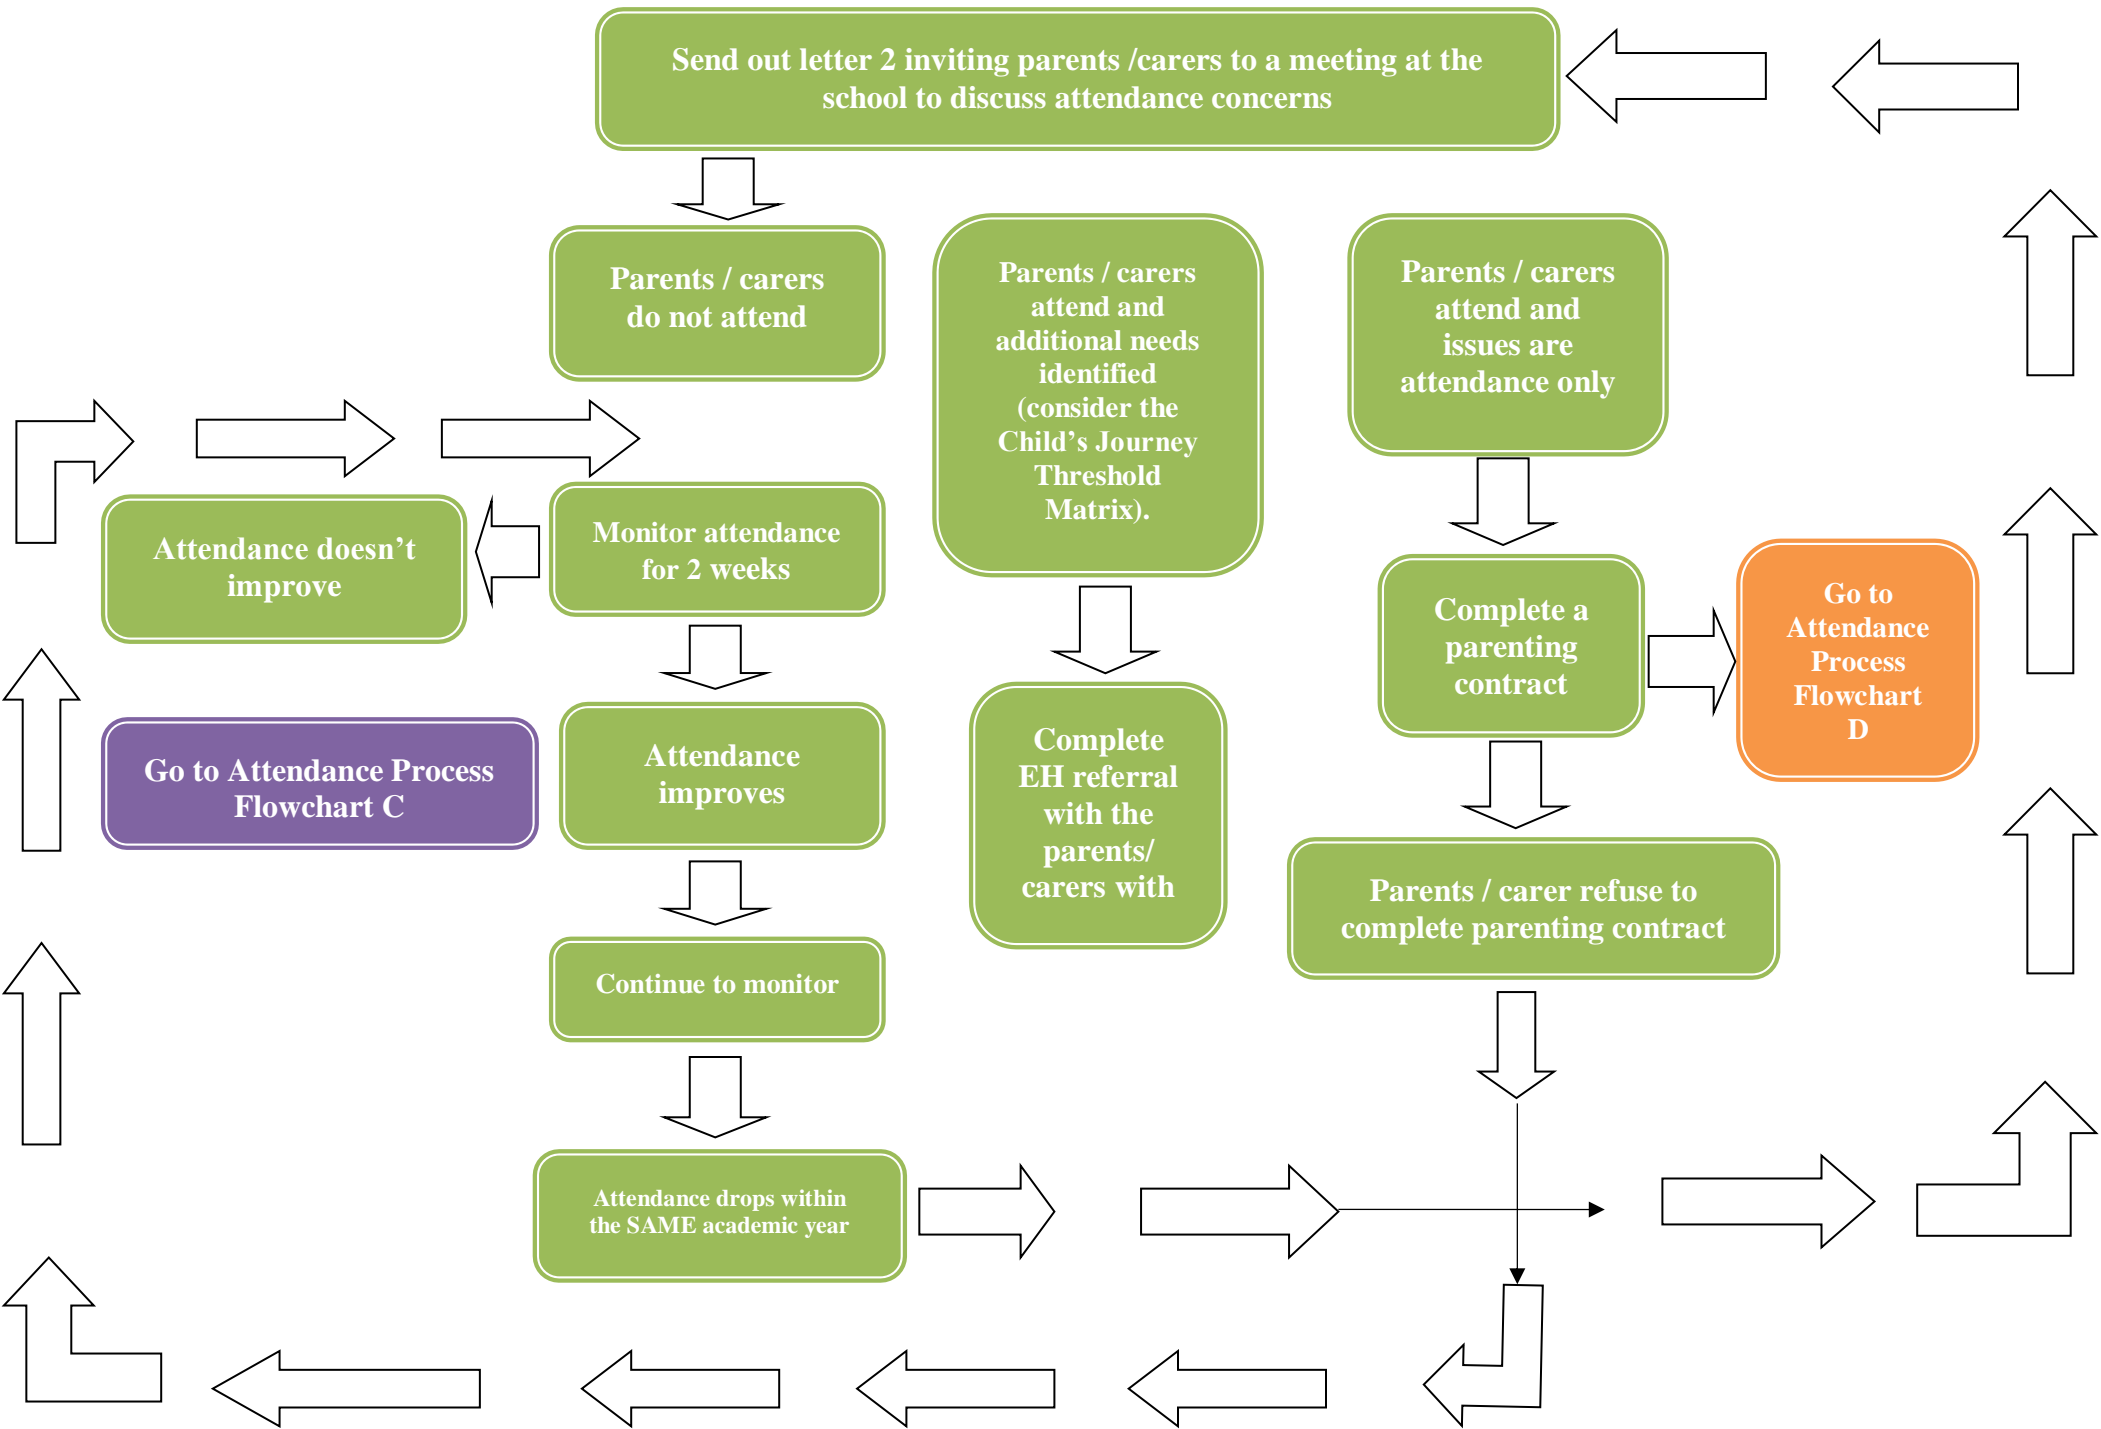 Send out letter 2 inviting parents /carers to a meeting at the
school to discuss attendance concerns
Parents / carers
do not attend
Parents / carers
attend and
additional needs
identified
(consider the
Child’s Journey
Threshold
Matrix).
Parents / carers
attend and
issues are
attendance only
Attendance doesn’t
improve
Monitor attendance
for 2 weeks
Complete a
parenting
contract
Go to
Attendance
Process
Flowchart
D
Go to Attendance Process
Flowchart C
Attendance
improves
Complete
EH referral
with the
parents/
carers with
Parents / carer refuse to
complete parenting contract
Continue to monitor
Attendance drops within
the SAME academic year